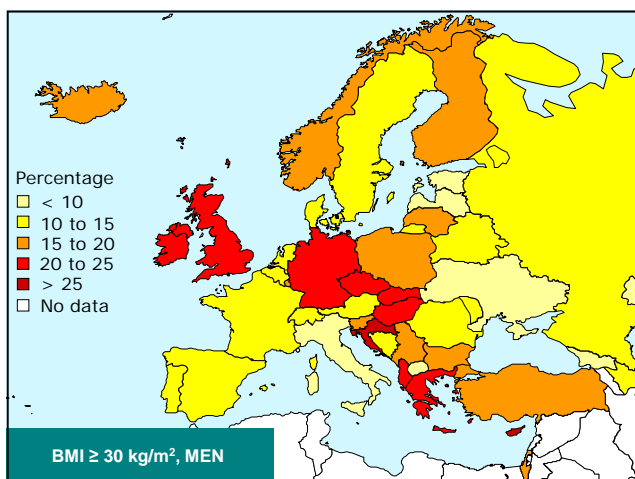 Percentage
< 10
10 to 15
15 to 20
20 to 25
> 25
No data
BMI ≥ 30 kg/m², MEN